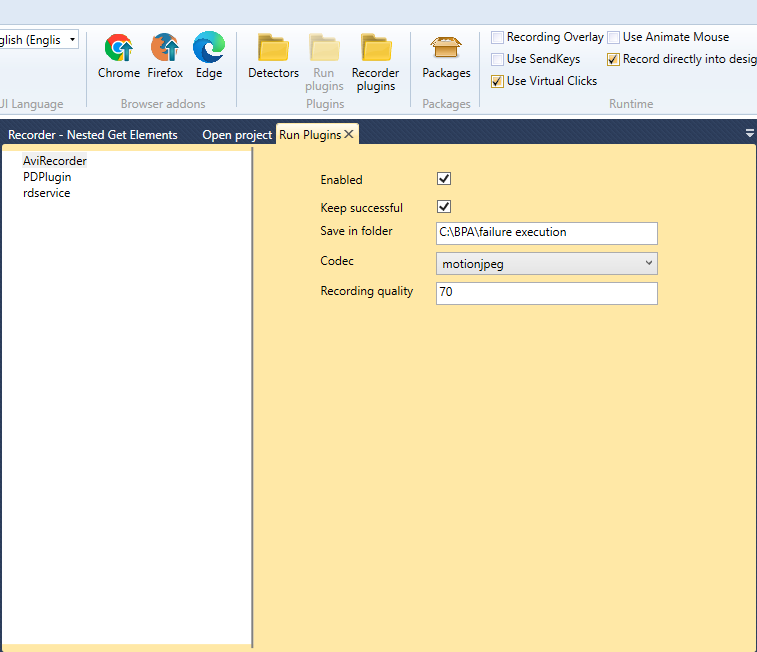 glish (Englis
UI Language
Chrome
Firefox
Edge
Browser addons
Detectors
Run
plugins
Recorder
plugins
Plugins
Packages
Packages
Recording Overlay
Use Animate Mouse
Use SendKeys
Record directly into desig
Use Virtual Clicks
Runtime
Recorder - Nested Get Elements
Open project
Run Plugins
AviRecorder
PDPlugin
rdservice
Enabled
Keep successful
Save in folder
C:\BPA\failure execution
Codec
motionjpeg
Recording quality
70